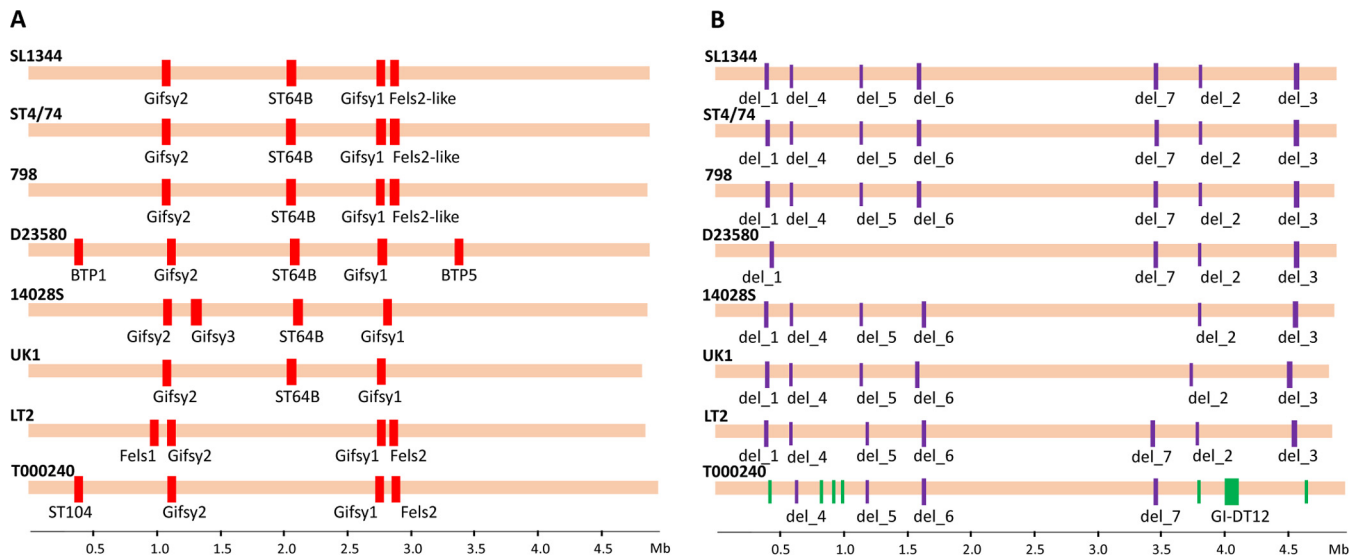 A
SL1344
Gifsy2 ST64B Gifsy1 Fels2-like
ST4/74
Gifsy2 ST64B Gifsy1 Fels2-like
798
Gifsy2 ST64B Gifsy1 Fels2-like
D23580
BTP1 Gifsy2 ST64B Gifsy1 BTP5
14028S
Gifsy2 Gifsy3 ST64B Gifsy1
UK1
Gifsy2 ST64B Gifsy1
LT2
Fels1 Gifsy2 Gifsy1 Fels2
T000240
ST104 Gifsy2 Gifsy1 Fels2
0.5 1.0 1.5 2.0 2.5 3.0 3.5 4.0 4.5 Mb
B
SL1344
del_1 del_4 del_5 del_6 del_7 del_2 del_3
ST4/74
del_1 del_4 del_5 del_6 del_7 del_2 del_3
798
del_1 del_4 del_5 del_6 del_7 del_2 del_3
D23580
del_1 del_7 del_2 del_3
14028S
del_1 del_4 del_5 del_6 del_2 del_3
UK1
del_1 del_4 del_5 del_6 del_2 del_3
LT2
del_1 del_4 del_5 del_6 del_7 del_2 del_3
T000240
del_4 del_5 del_6 del_7 GI-DT12
0.5 1.0 1.5 2.0 2.5 3.0 3.5 4.0 4.5 Mb